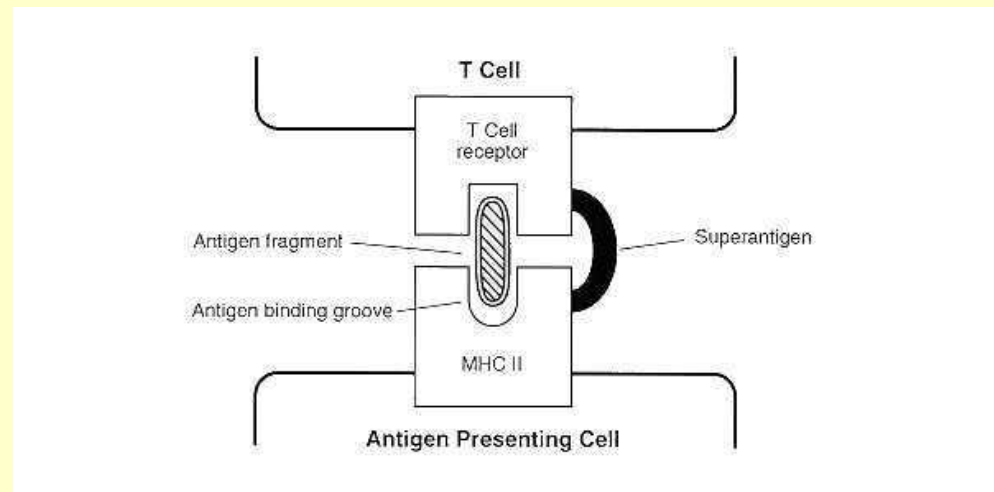 T Cell
T Cell
receptor
Antigen fragment
Superantigen
Antigen binding groove
MHC II
Antigen Presenting Cell